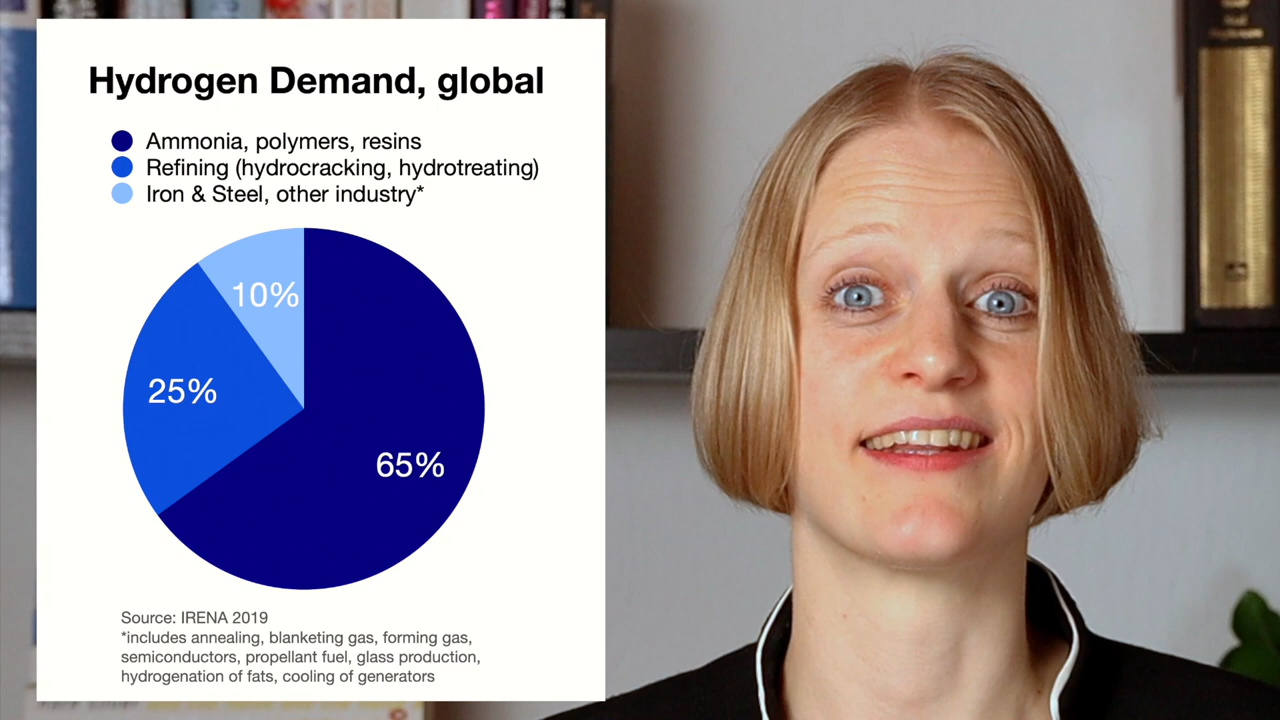 Hydrogen Demand, global
Ammonia, polymers, resins
Refining (hydrocracking, hydrotreating)
Iron & Steel, other industry*
10%
25%
65%
Source: IRENA 2019
*includes annealing, blanketing gas, forming gas,
semiconductors, propellant fuel, glass production,
hydrogenation of fats, cooling of generators